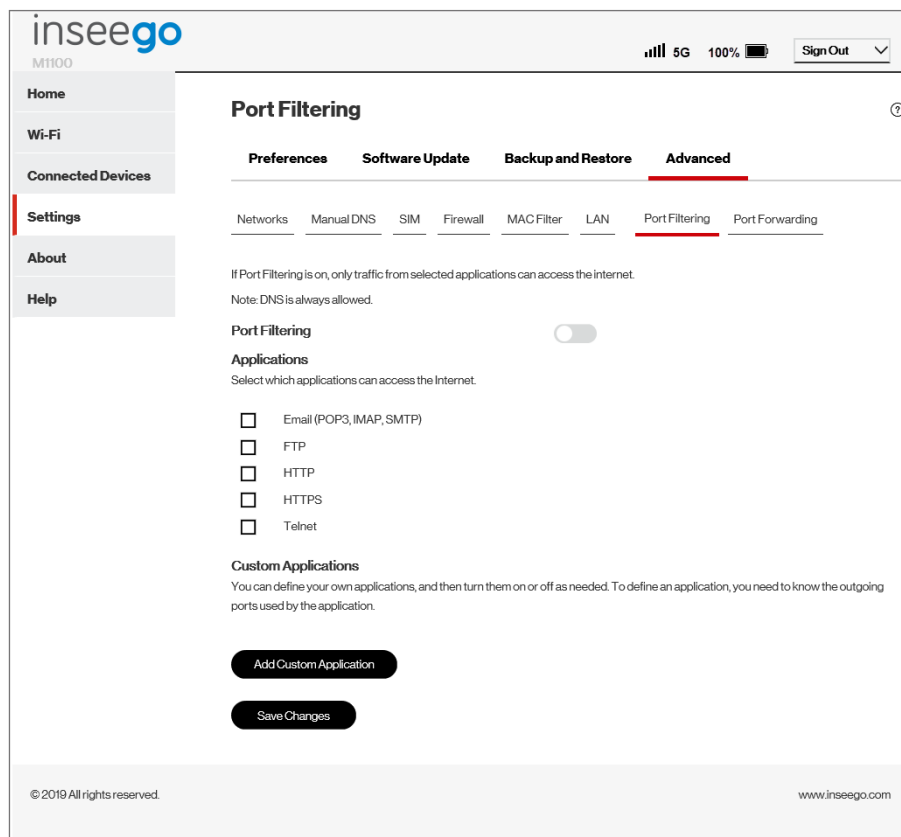 inseego
M1100
5G 100% Sign Out
Home
Wi-Fi
Connected Devices
Settings
About
Help
Port Filtering
?
Preferences Software Update Backup and Restore Advanced
Networks Manual DNS SIM Firewall MAC Filter LAN Port Filtering Port Forwarding
If Port Filtering is on, only traffic from selected applications can access the internet.
Note: DNS is always allowed.
Port Filtering
Applications
Select which applications can access the Internet.
Email (POP3, IMAP, SMTP)
FTP
HTTP
HTTPS
Telnet
Custom Applications
You can define your own applications, and then turn them on or off as needed. To define an application, you need to know the outgoing
ports used by the application.
Add Custom Application
Save Changes
© 2019 All rights reserved.
www.inseego.com